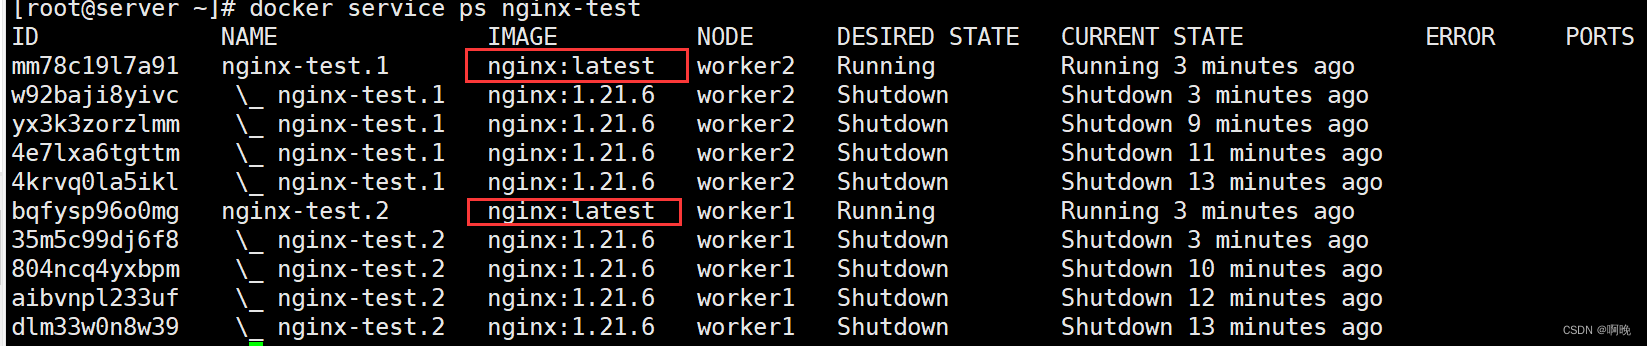 [root@server ~]# docker service ps nginx-test
ID NAME IMAGE NODE DESIRED STATE CURRENT STATE ERROR PORTS
mm78c19l7a91 nginx-test.1 nginx:latest worker2 Running Running 3 minutes ago
w92baji8yivc \_ nginx-test.1 nginx:1.21.6 worker2 Shutdown Shutdown 3 minutes ago
yx3k3zorzlmm \_ nginx-test.1 nginx:1.21.6 worker2 Shutdown Shutdown 9 minutes ago
4e7lxa6tgttm \_ nginx-test.1 nginx:1.21.6 worker2 Shutdown Shutdown 11 minutes ago
4krvq0la5ikl \_ nginx-test.1 nginx:1.21.6 worker2 Shutdown Shutdown 13 minutes ago
bqfysp96o0mg nginx-test.2 nginx:latest worker1 Running Running 3 minutes ago
35m5c99dj6f8 \_ nginx-test.2 nginx:1.21.6 worker1 Shutdown Shutdown 3 minutes ago
804ncq4yxbpm \_ nginx-test.2 nginx:1.21.6 worker1 Shutdown Shutdown 10 minutes ago
aibvnpl233uf \_ nginx-test.2 nginx:1.21.6 worker1 Shutdown Shutdown 12 minutes ago
dlm33w0n8w39 \_ nginx-test.2 nginx:1.21.6 worker1 Shutdown Shutdown 13 minutes ago
CSDN @啊晚